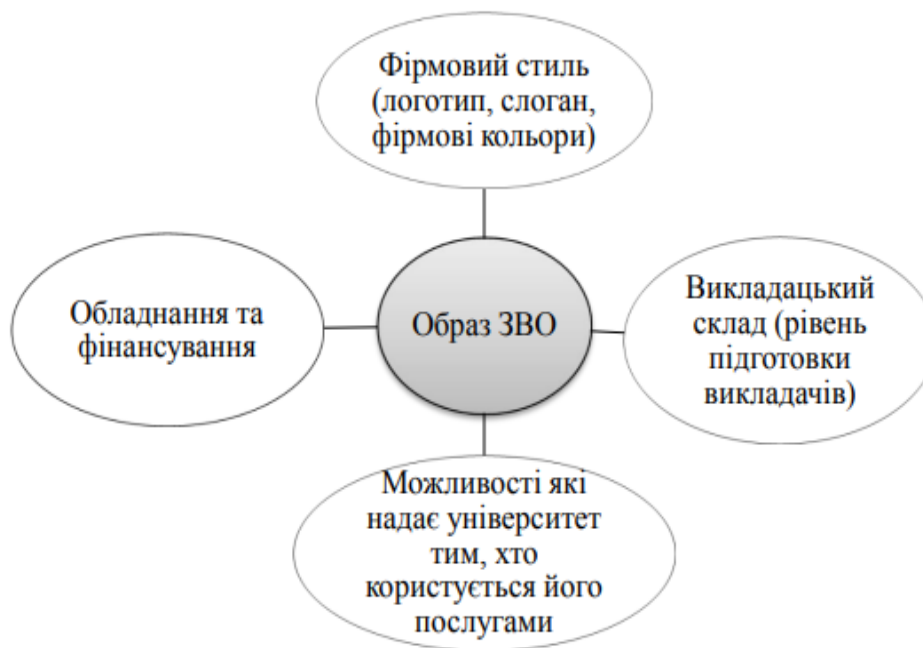 Фірмовий стиль
(логотип, слоган,
фірмові кольори)
Обладнання та
фінансування
Образ ЗВО
Викладацький
склад (рівень
підготовки
викладачів)
Можливості які
надає університет
тим, хто
користується його
послугами